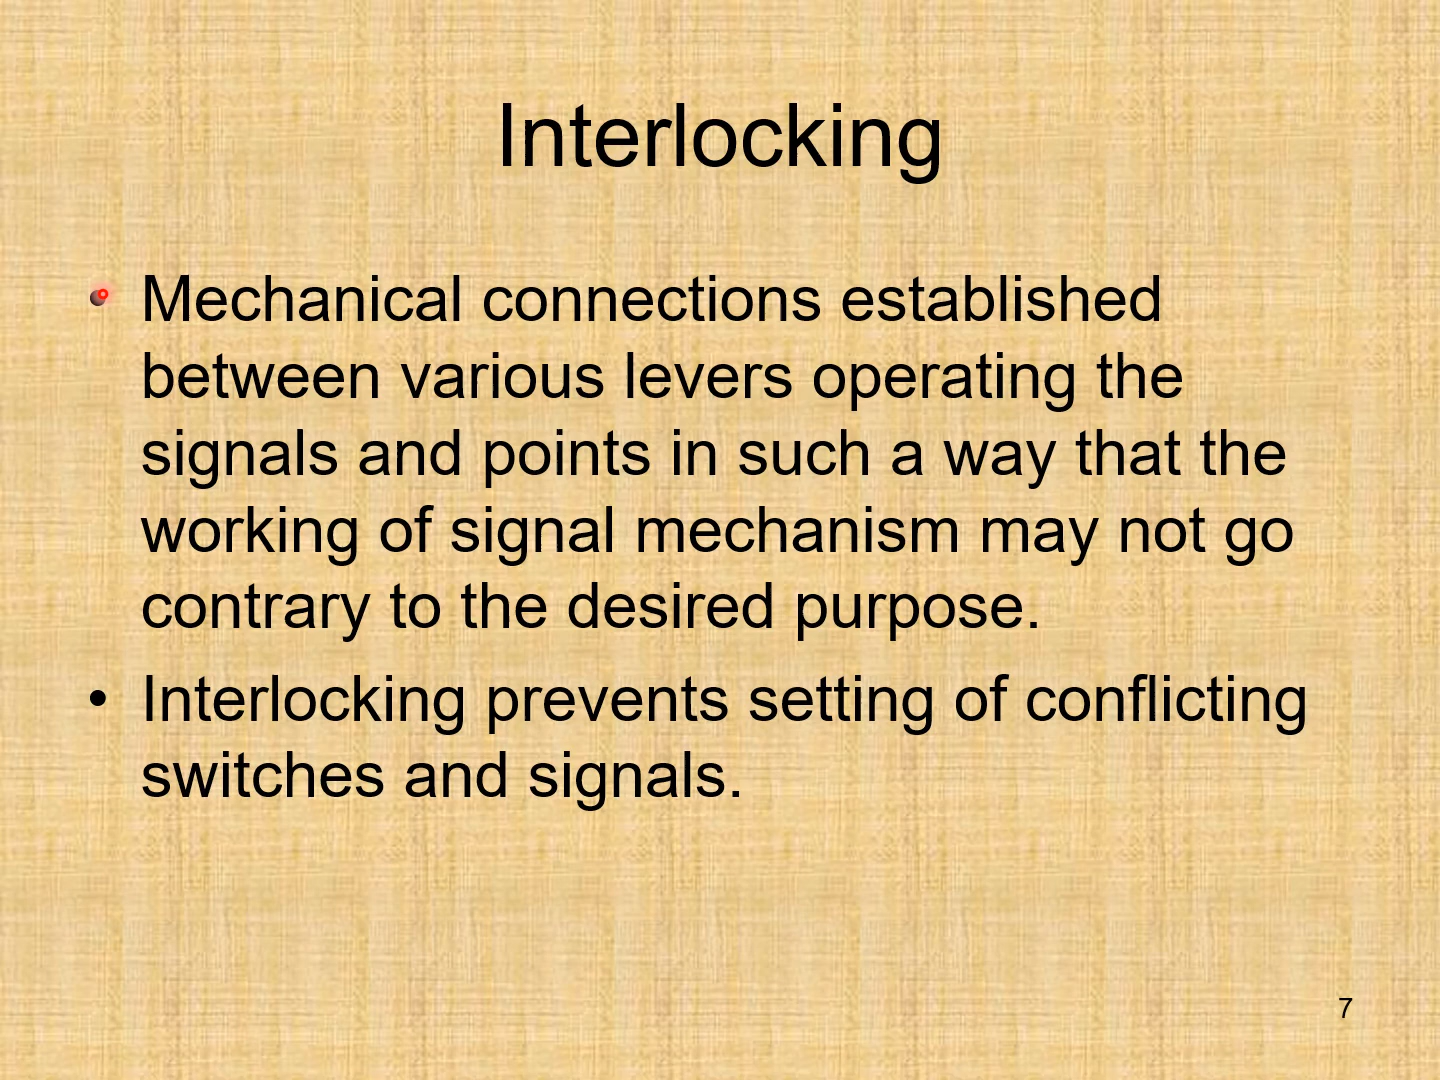 Interlocking
• Mechanical connections established
between various levers operating the
signals and points in such a way that the
working of signal mechanism may not go
contrary to the desired purpose.
• Interlocking prevents setting of conflicting
switches and signals.
7